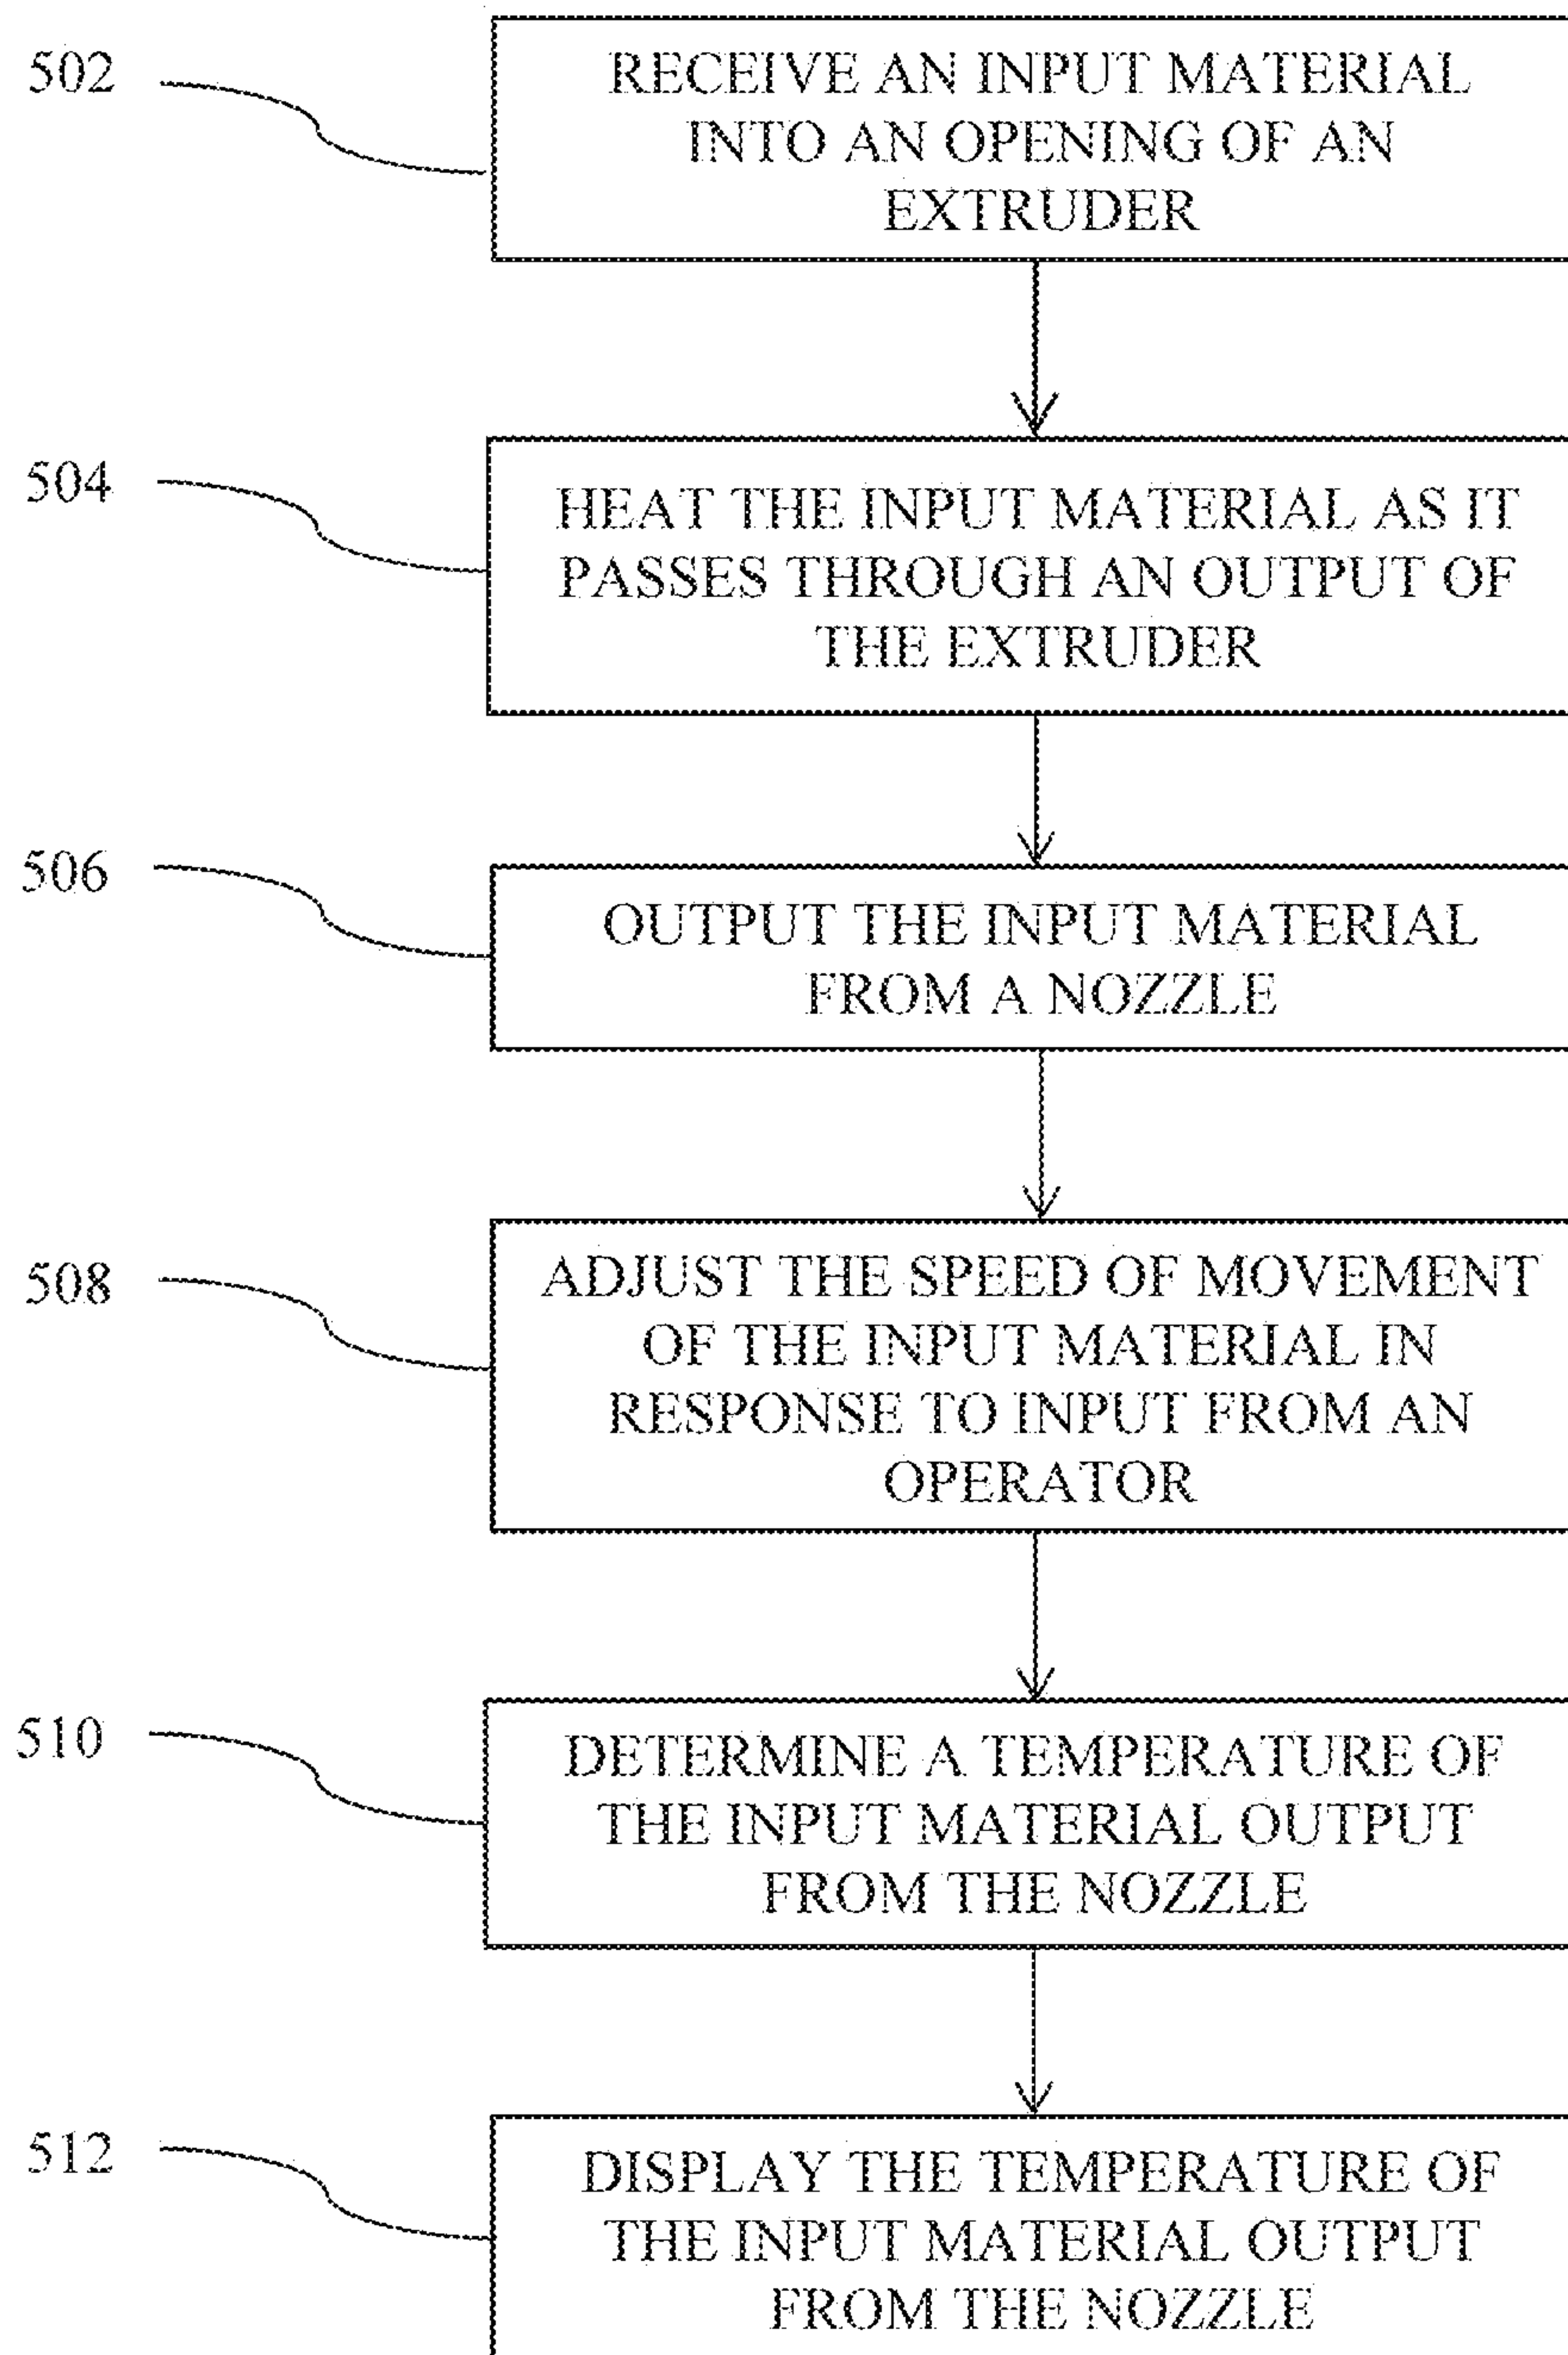 502
RECEIVE AN INPUT MATERIAL
INTO AN OPENING OF AN
EXTRUDER
504
HEAT THE INPUT MATERIAL AS IT
PASSES THROUGH AN OUTPUT OF
THE EXTRUDER
506
OUTPUT THE INPUT MATERIAL
FROM A NOZZLE
508
ADJUST THE SPEED OF MOVEMENT
OF THE INPUT MATERIAL IN
RESPONSE TO INPUT FROM AN
OPERATOR
510
DETERMINE A TEMPERATURE OF
THE INPUT MATERIAL OUTPUT
FROM THE NOZZLE
512
DISPLAY THE TEMPERATURE OF
THE INPUT MATERIAL OUTPUT
FROM THE NOZZLE